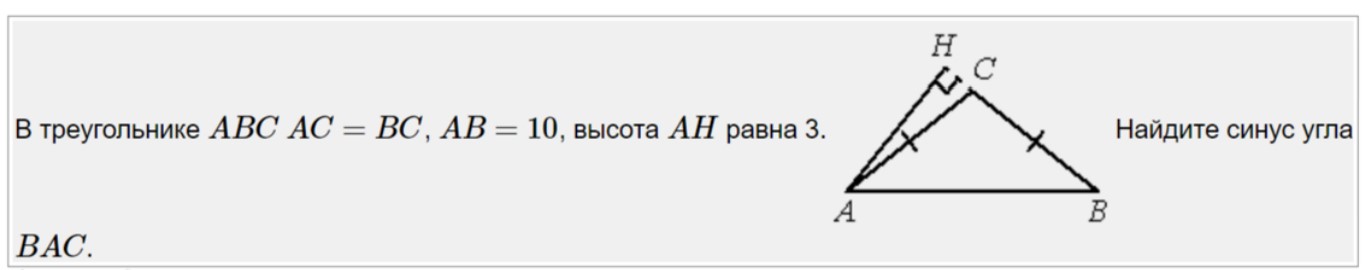 В треугольнике ABC AC = BC, AB = 10, высота AH равна 3. Найдите синус угла
BAC.
H
C
A
B